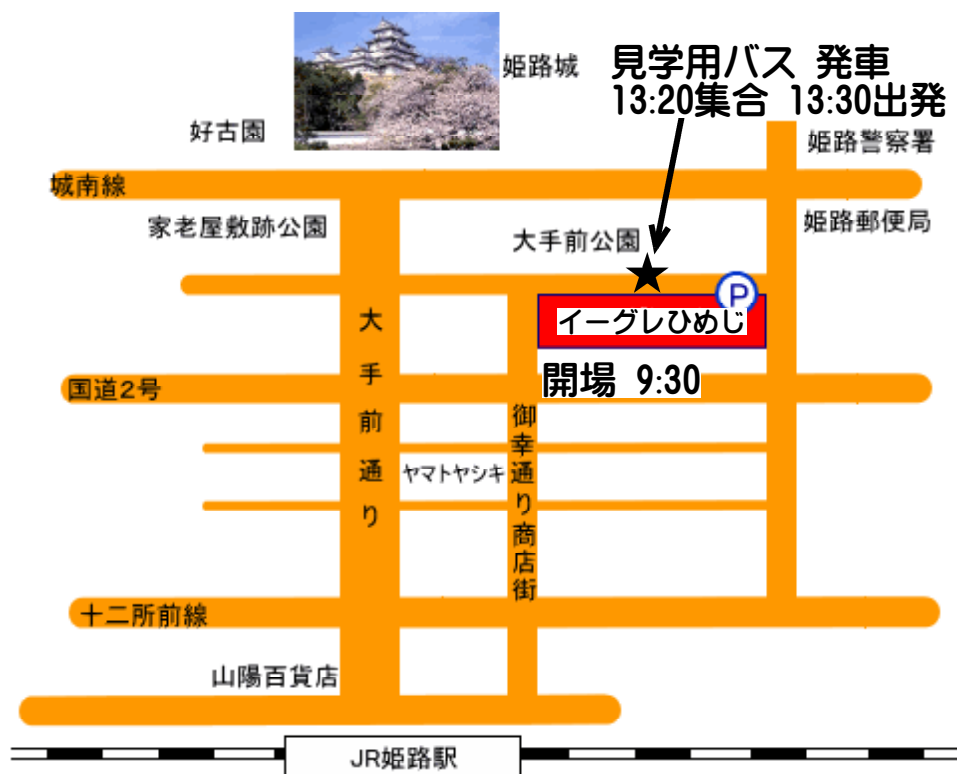 姫路城
見学用バス 発車
13:20集合 13:30出発
好古園
姫路警察署
城南線
家老屋敷跡公園
大手前公園
姫路郵便局
P
イーグレひめじ
大手前通り
開場 9:30
国道2号
御幸通り商店街
ヤマトヤシキ
十二所前線
山陽百貨店
JR姫路駅